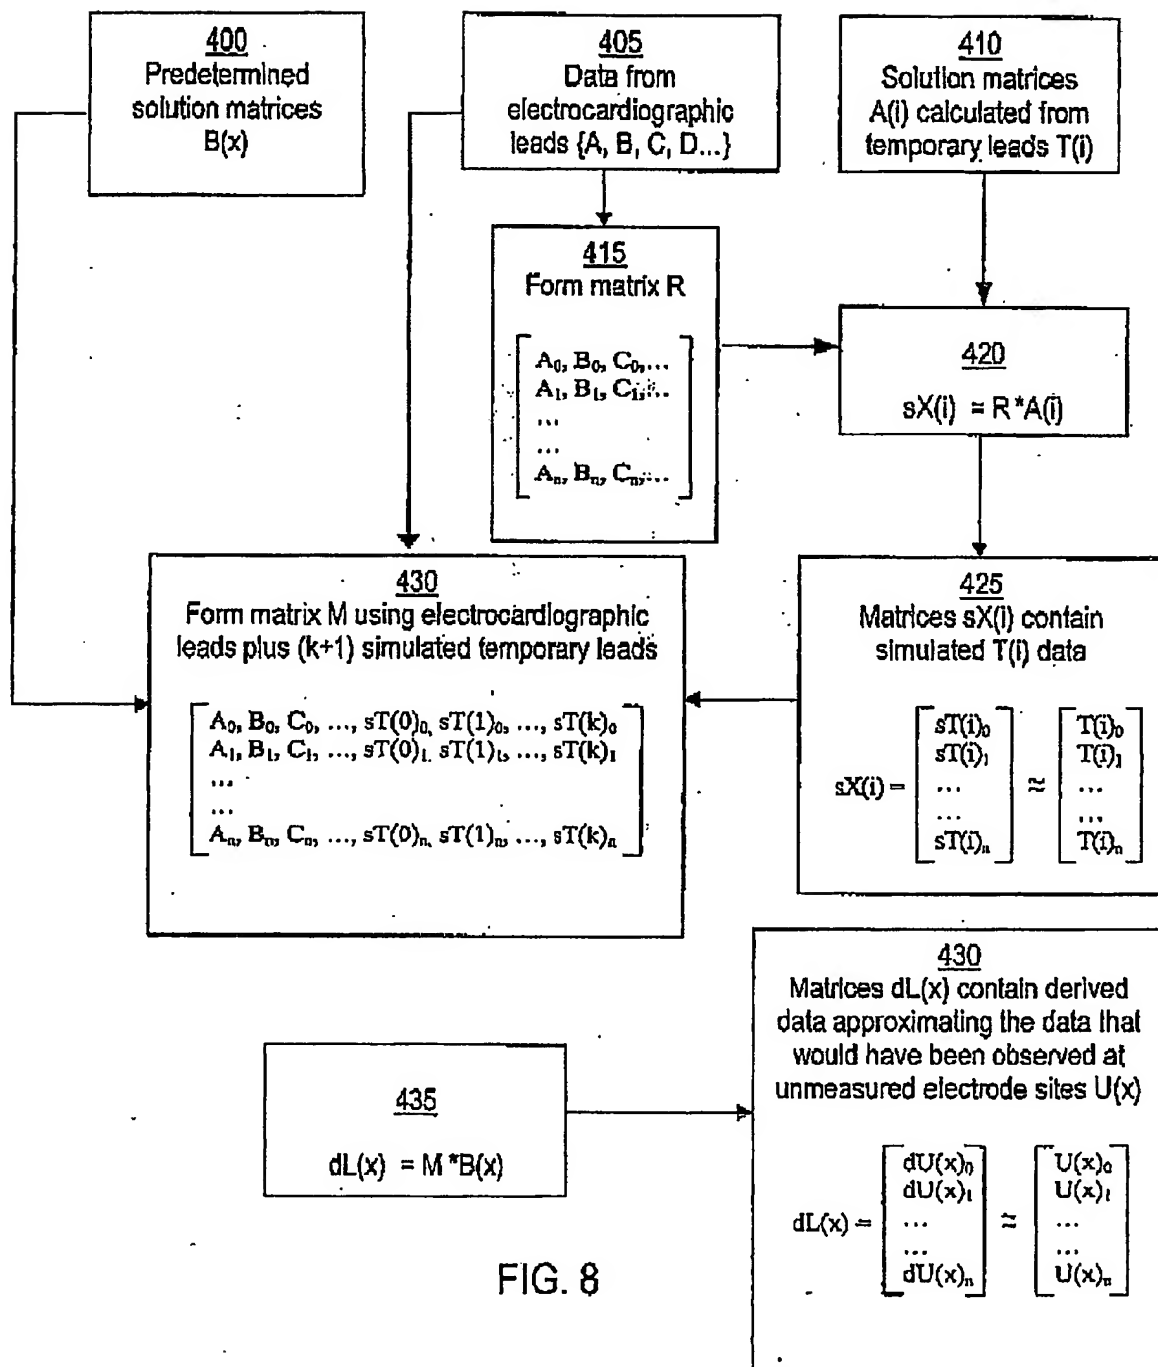 400
Predetermined
solution matrices
B(x)
405
Data from
electrocardiographic
leads {A, B, C, D...}
410
Solution matrices
A(i) calculated from
temporary leads T(i)
415
Form matrix R
A₀, B₀, C₀,...
A₁, B₁, C₁,...
...
...
Aₙ, Bₙ, Cₙ,...
420
sX(i) = R*A(i)
430
Form matrix M using electrocardiographic
leads plus (k+1) simulated temporary leads
A₀, B₀, C₀, ..., sT(0)₀, sT(1)₀, ..., sT(k)₀
A₁, B₁, C₁, ..., sT(0)₁, sT(1)₁, ..., sT(k)₁
...
...
Aₙ, Bₙ, Cₙ, ..., sT(0)ₙ, sT(1)ₙ, ..., sT(k)ₙ
425
Matrices sX(i) contain
simulated T(i) data
sT(i)₀ T(i)₀
sT(i)₁ T(i)₁
sX(i) = ... ≈ ...
... ...
sT(i)ₙ T(i)ₙ
435
dL(x) = M*B(x)
430
Matrices dL(x) contain derived
data approximating the data that
would have been observed at
unmeasured electrode sites U(x)
dU(x)₀ U(x)₀
dU(x)₁ U(x)₁
dL(x) = ... ≈ ...
... ...
dU(x)ₙ U(x)ₙ
FIG. 8